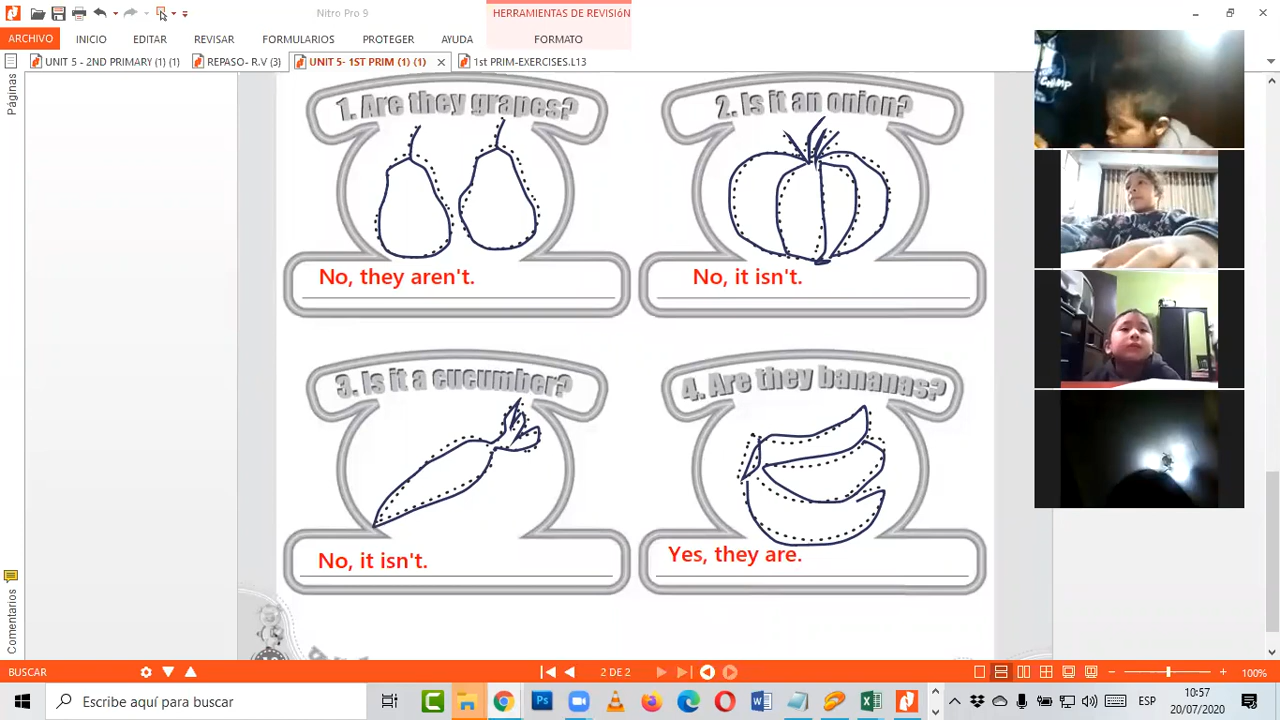 Nitro Pro 9
HERRAMIENTAS DE REVISIóN
ARCHIVO
INICIO
EDITAR
REVISAR
FORMULARIOS
PROTEGER
AYUDA
FORMATO
UNIT 5 - 2ND PRIMARY (1) (1)
REPASO- R.V (3)
UNIT 5- 1ST PRIM (1) (1)
1st PRIM-EXERCISES.L13
Páginas
1. Are they grapes?
No, they aren't.
2. Is it an onion?
No, it isn't.
3. Is it a cucumber?
No, it isn't.
4. Are they bananas?
Yes, they are.
Comentarios
BUSCAR
2 DE 2
100%
Escribe aquí para buscar
ESP
10:57
20/07/2020